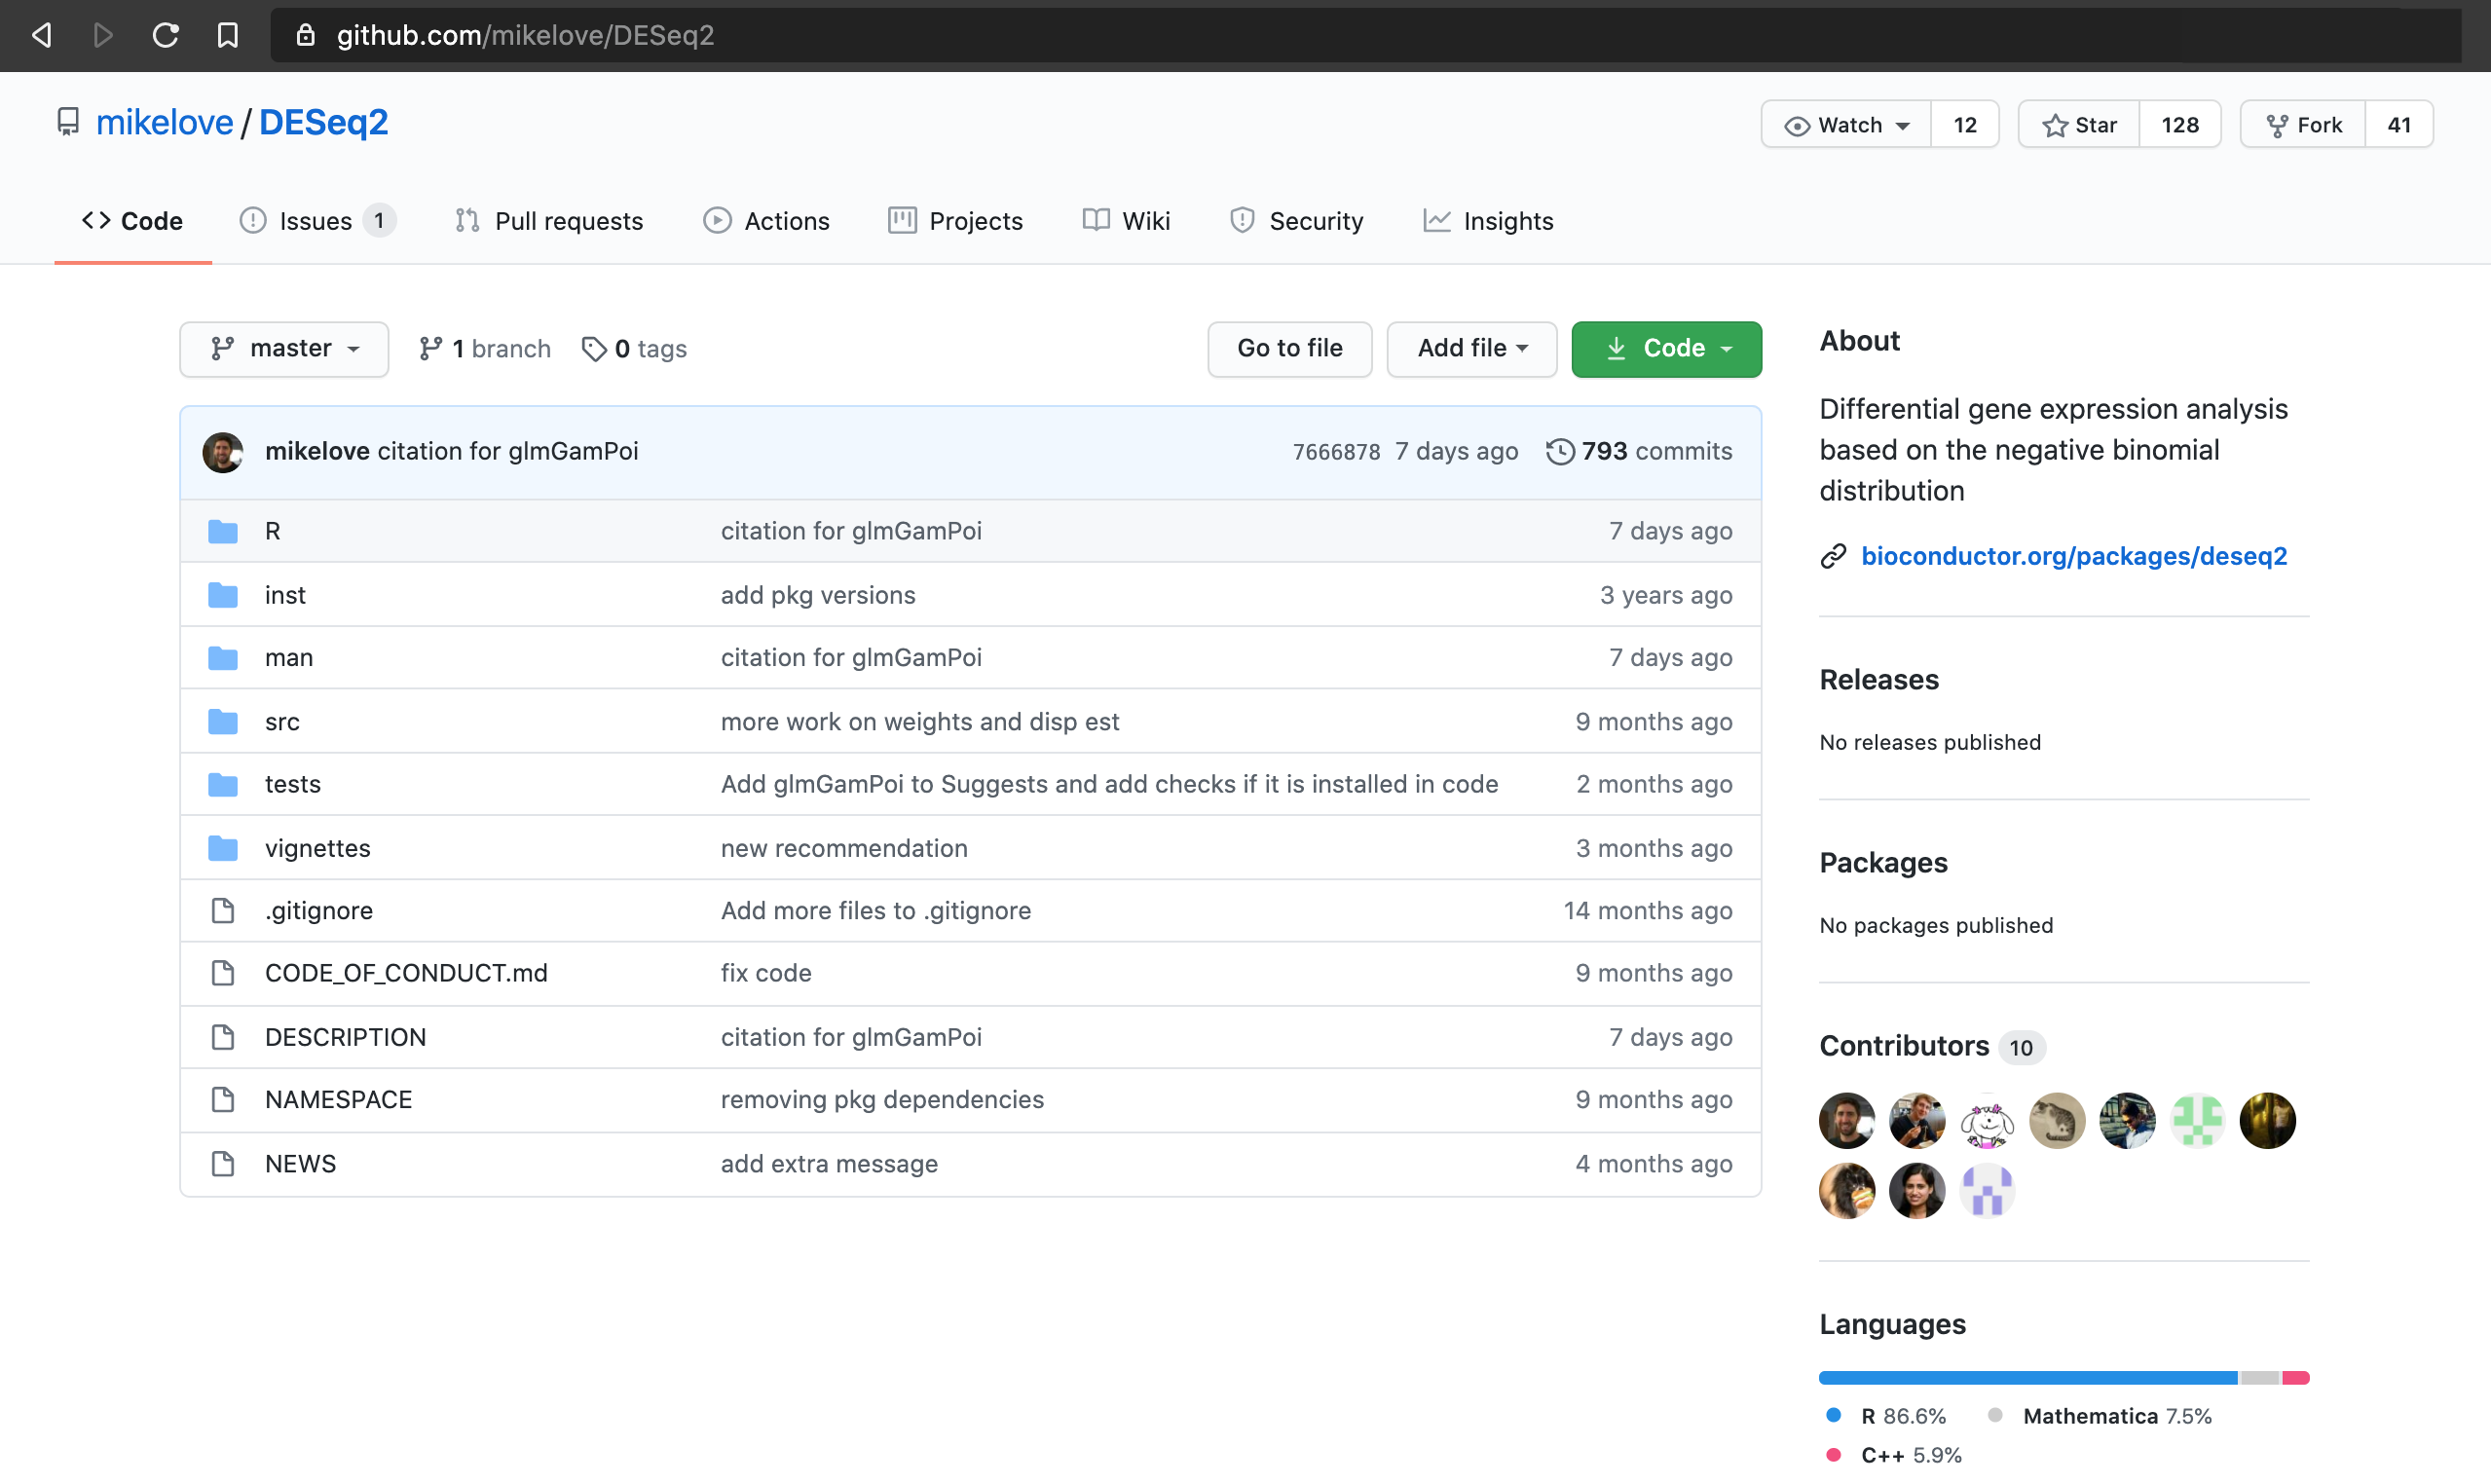 github.com/mikelove/DESeq2
mikelove / DESeq2
Watch 12 Star 128 Fork 41
Code Issues 1 Pull requests Actions Projects Wiki Security Insights
master 1 branch 0 tags Go to file Add file Code
mikelove citation for glmGamPoi 7666878 7 days ago 793 commits
R citation for glmGamPoi 7 days ago
inst add pkg versions 3 years ago
man citation for glmGamPoi 7 days ago
src more work on weights and disp est 9 months ago
tests Add glmGamPoi to Suggests and add checks if it is installed in code 2 months ago
vignettes new recommendation 3 months ago
.gitignore Add more files to .gitignore 14 months ago
CODE_OF_CONDUCT.md fix code 9 months ago
DESCRIPTION citation for glmGamPoi 7 days ago
NAMESPACE removing pkg dependencies 9 months ago
NEWS add extra message 4 months ago
About
Differential gene expression analysis
based on the negative binomial
distribution
bioconductor.org/packages/deseq2
Releases
No releases published
Packages
No packages published
Contributors 10
Languages
R 86.6% Mathematica 7.5%
C++ 5.9%